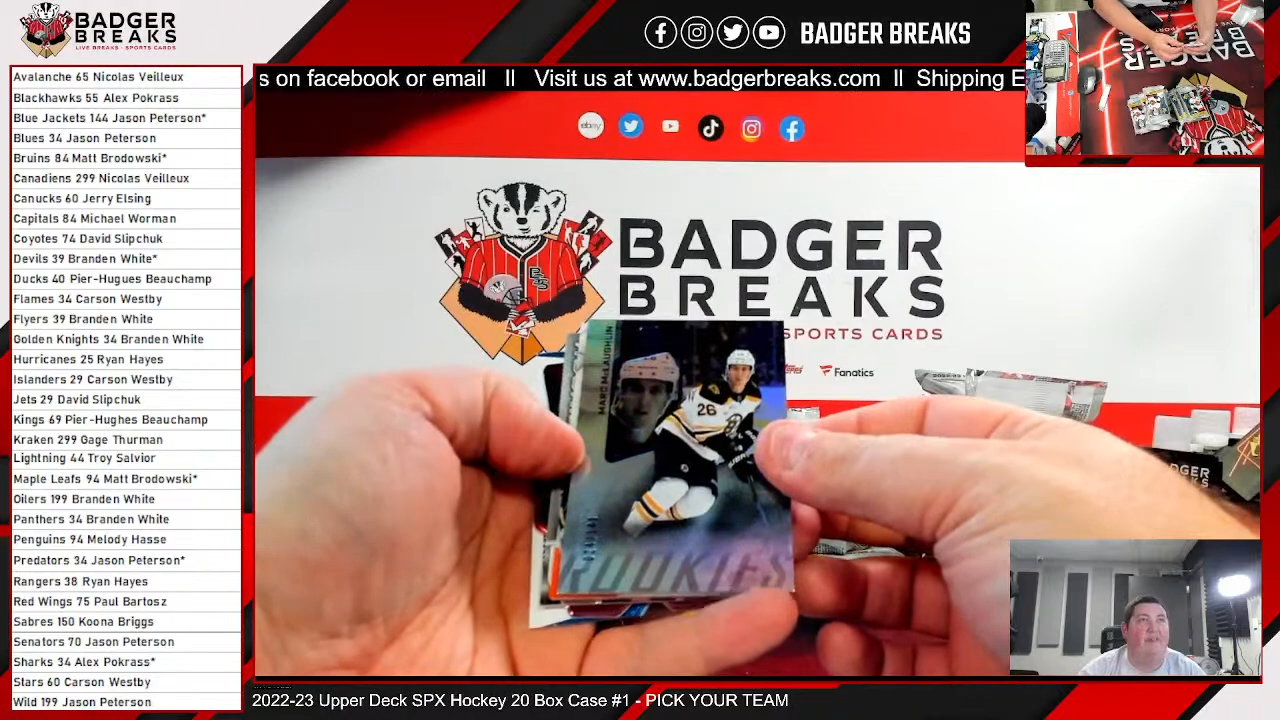 BADGER
BREAKS
LIVE BREAKS · SPORTS CARDS
BADGER BREAKS
s on facebook or email II Visit us at www.badgerbreaks.com II Shipping E
Avalanche 65 Nicolas Veilleux
Blackhawks 55 Alex Pokrass
Blue Jackets 144 Jason Peterson*
Blues 34 Jason Peterson
Bruins 84 Matt Brodowski*
Canadiens 299 Nicolas Veilleux
Canucks 60 Jerry Elsing
Capitals 84 Michael Worman
Coyotes 74 David Slipchuk
Devils 39 Branden White*
Ducks 40 Pier-Hugues Beauchamp
Flames 34 Carson Westby
Flyers 39 Branden White
Golden Knights 34 Branden White
Hurricanes 25 Ryan Hayes
Islanders 29 Carson Westby
Jets 29 David Slipchuk
Kings 69 Pier-Hughes Beauchamp
Kraken 299 Gage Thurman
Lightning 44 Troy Salvior
Maple Leafs 94 Matt Brodowski*
Oilers 199 Branden White
Panthers 34 Branden White
Penguins 94 Melody Hasse
Predators 34 Jason Peterson*
Rangers 38 Ryan Hayes
Red Wings 75 Paul Bartosz
Sabres 150 Koona Briggs
Senators 70 Jason Peterson
Sharks 34 Alex Pokrass*
Stars 60 Carson Westby
Wild 199 Jason Peterson
ebay
BADGER
BREAKS
SPORTS CARDS
topps
Fanatics
MARC McLAUGHLIN
26
ROOKIES
BADGER
BREAKS
BADGER
BREAKS
2022-23 Upper Deck SPX Hockey 20 Box Case #1 - PICK YOUR TEAM